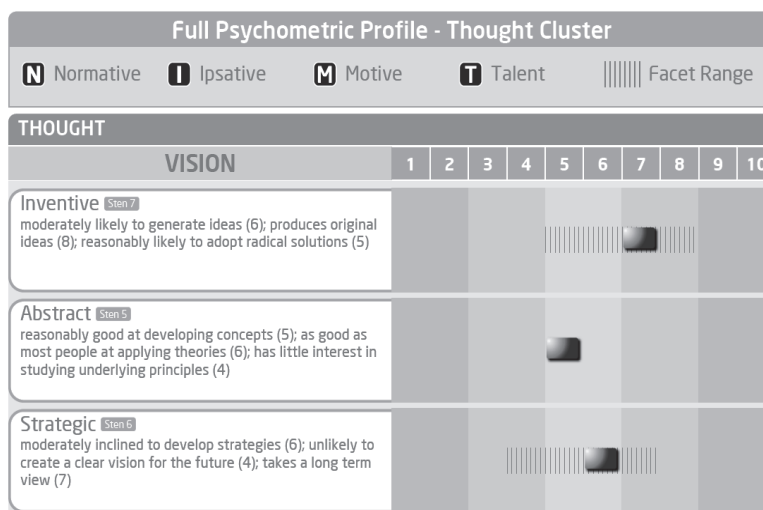 Full Psychometric Profile - Thought Cluster
N Normative I Ipsative M Motive T Talent Facet Range
THOUGHT
VISION 1 2 3 4 5 6 7 8 9 10
Inventive Sten 7
moderately likely to generate ideas (6); produces original
ideas (8); reasonably likely to adopt radical solutions (5)
Abstract Sten 5
reasonably good at developing concepts (5); as good as
most people at applying theories (6); has little interest in
studying underlying principles (4)
Strategic Sten 6
moderately inclined to develop strategies (6); unlikely to
create a clear vision for the future (4); takes a long term
view (7)